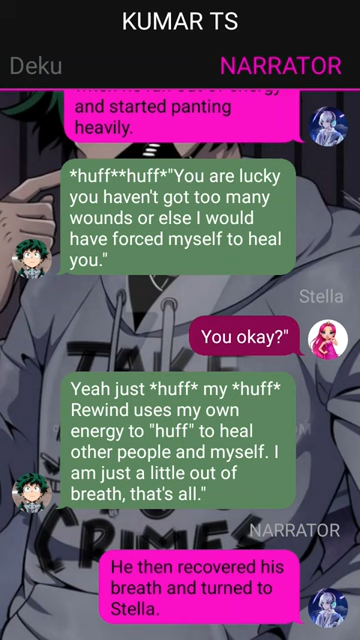 KUMAR TS
Deku
NARRATOR
and started panting
heavily.
*huff**huff*"You are lucky
you haven't got too many
wounds or else I would
have forced myself to heal
you."
Stella
You okay?"
Yeah just *huff* my *huff*
Rewind uses my own
energy to "huff" to heal
other people and myself. I
am just a little out of
breath, that's all."
NARRATOR
He then recovered his
breath and turned to
Stella.
TAKE
CRIMES